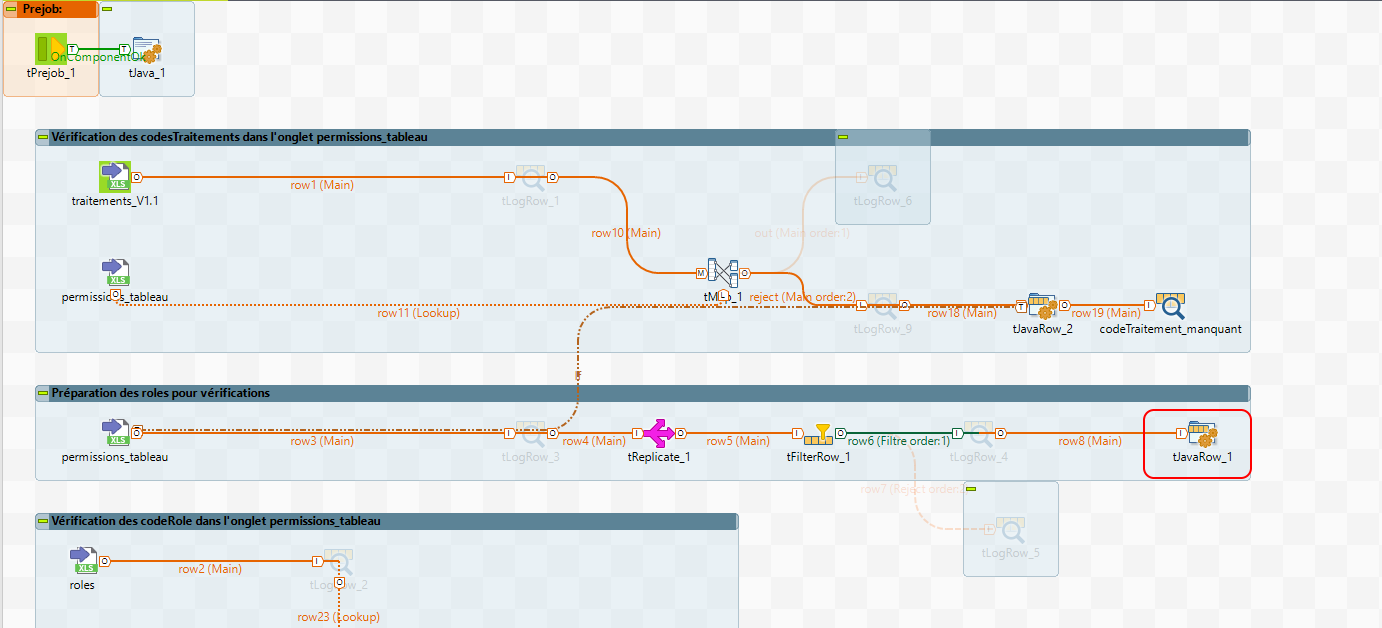 Prejob:
OnComponentOk
tPrejob_1
tJava_1
Vérification des codesTraitements dans l'onglet permissions_tableau
XLS
row1 (Main)
traitements_V1.1
tLogRow_1
tLogRow_6
row10 (Main)
out (Main order:1)
XLS
permissions_tableau
tMap_1
reject (Main order:2)
row11 (Lookup)
row18 (Main)
row19 (Main)
tLogRow_9
tJavaRow_2
codeTraitement_manquant
Préparation des roles pour vérifications
XLS
row3 (Main)
row4 (Main)
row5 (Main)
row6 (Filtre order:1)
row8 (Main)
permissions_tableau
tLogRow_3
tReplicate_1
tFilterRow_1
tLogRow_4
tJavaRow_1
row7 (Reject order:2
Vérification des codeRole dans l'onglet permissions_tableau
tLogRow_5
XLS
row2 (Main)
roles
tLogRow_2
row23 (Lookup)